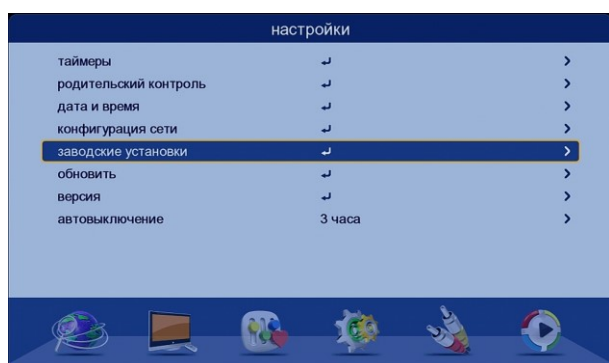 настройки
таймеры
родительский контроль
дата и время
конфигурация сети
заводские установки
обновить
версия
автовыключение 3 часа